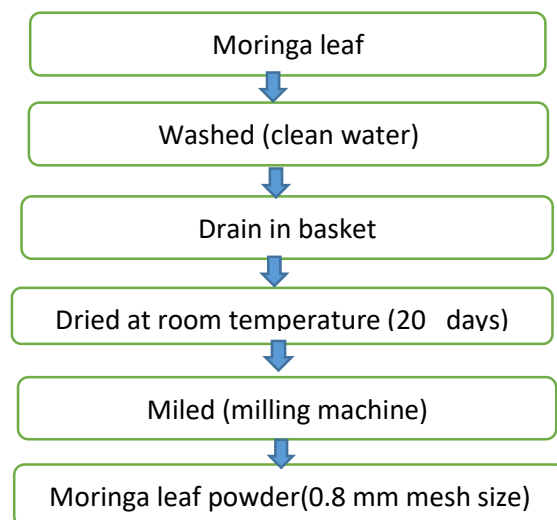 Moringa leaf
Washed (clean water)
Drain in basket
Dried at room temperature (20 days)
Miled (milling machine)
Moringa leaf powder(0.8 mm mesh size)